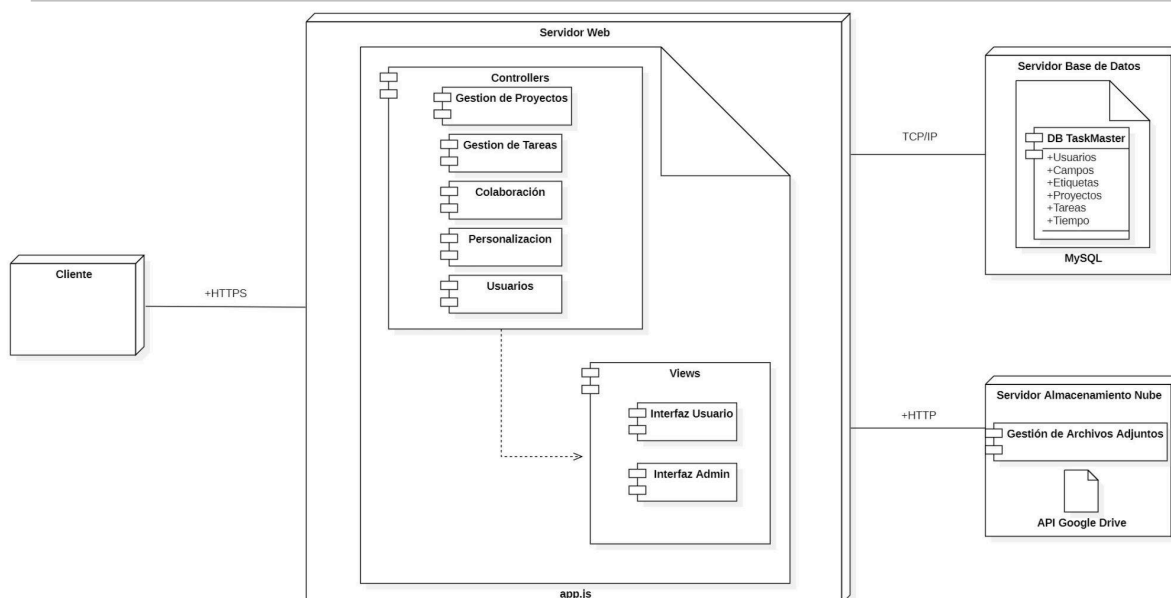 Servidor Web
Controllers
Gestion de Proyectos
Gestion de Tareas
Colaboración
Personalizacion
Usuarios
Views
Interfaz Usuario
Interfaz Admin
app.js
Cliente
+HTTPS
TCP/IP
Servidor Base de Datos
DB TaskMaster
+Usuarios
+Campos
+Etiquetas
+Proyectos
+Tareas
+Tiempo
MySQL
+HTTP
Servidor Almacenamiento Nube
Gestión de Archivos Adjuntos
API Google Drive